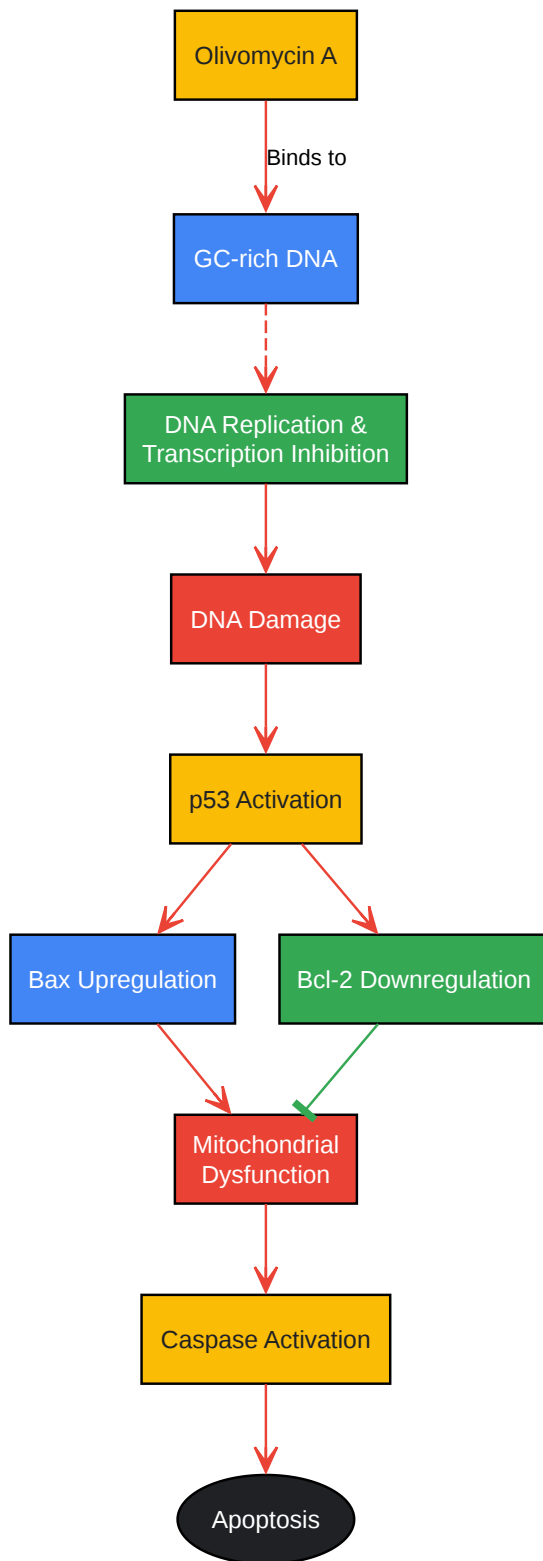 Olivomycin A
Binds to
GC-rich DNA
DNA Replication &
Transcription Inhibition
DNA Damage
p53 Activation
Bax Upregulation
Bcl-2 Downregulation
Mitochondrial
Dysfunction
Caspase Activation
Apoptosis